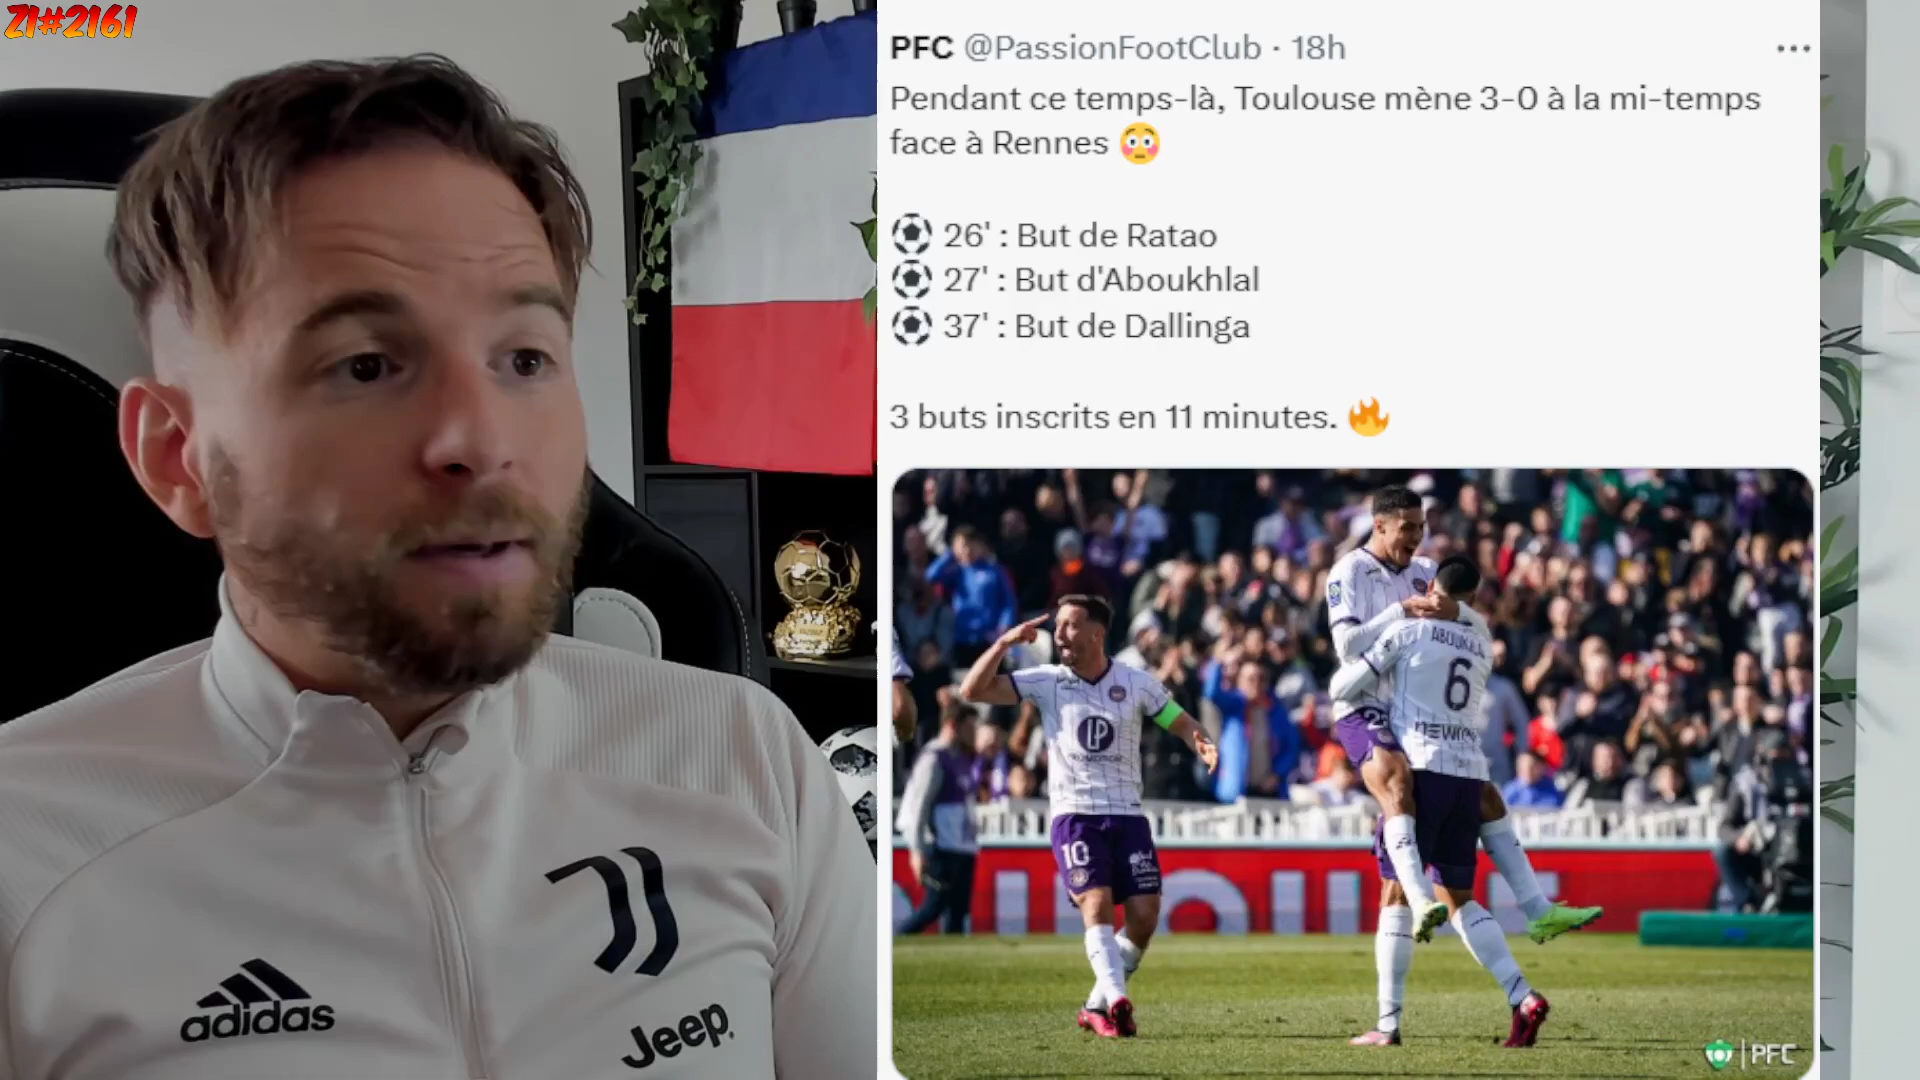 ZI#2161
PFC @PassionFootClub · 18h
Pendant ce temps-là, Toulouse mène 3-0 à la mi-temps
face à Rennes 😳
⚽ 26' : But de Ratao
⚽ 27' : But d'Aboukhlal
⚽ 37' : But de Dallinga
3 buts inscrits en 11 minutes. 🔥
6
LP
10
adidas
Jeep
PFC